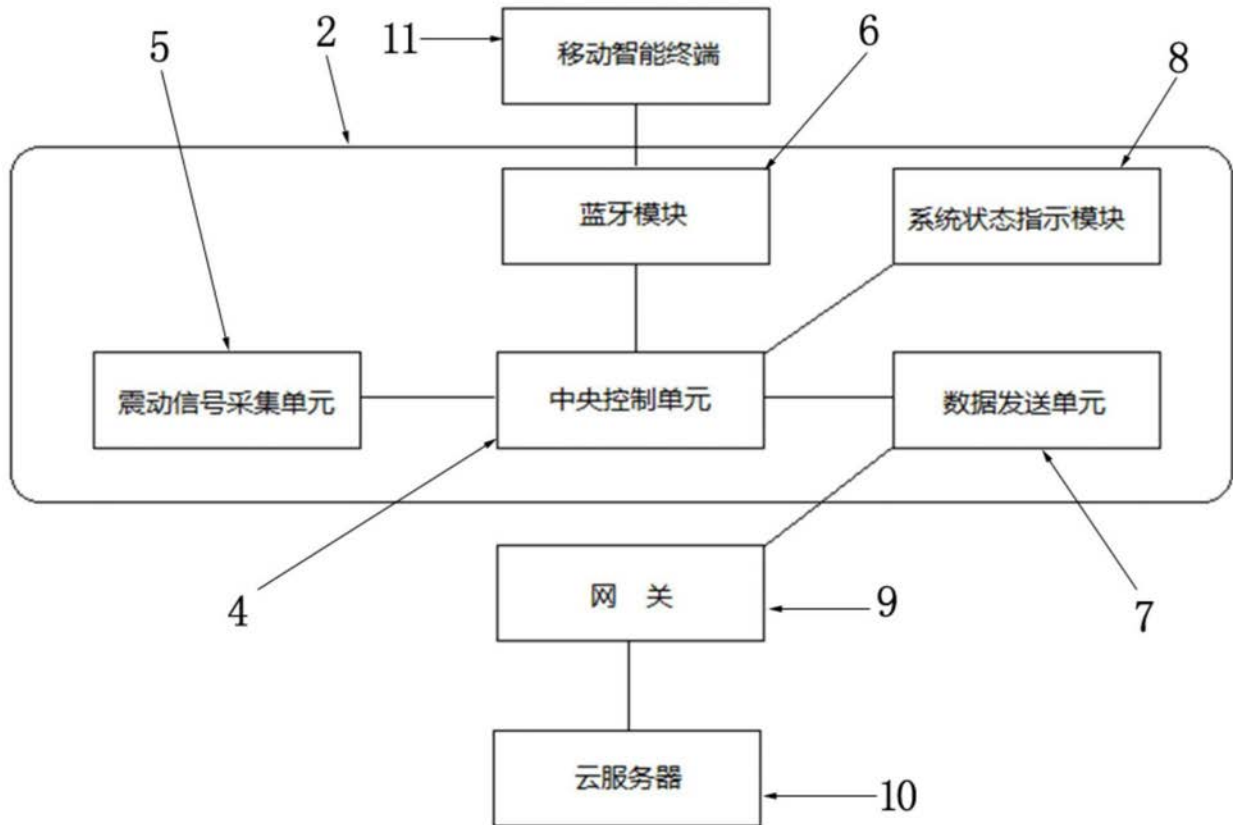 11
移动智能终端
5
2
6
8
蓝牙模块
系统状态指示模块
震动信号采集单元
中央控制单元
数据发送单元
4
网 关
9
7
云服务器
10